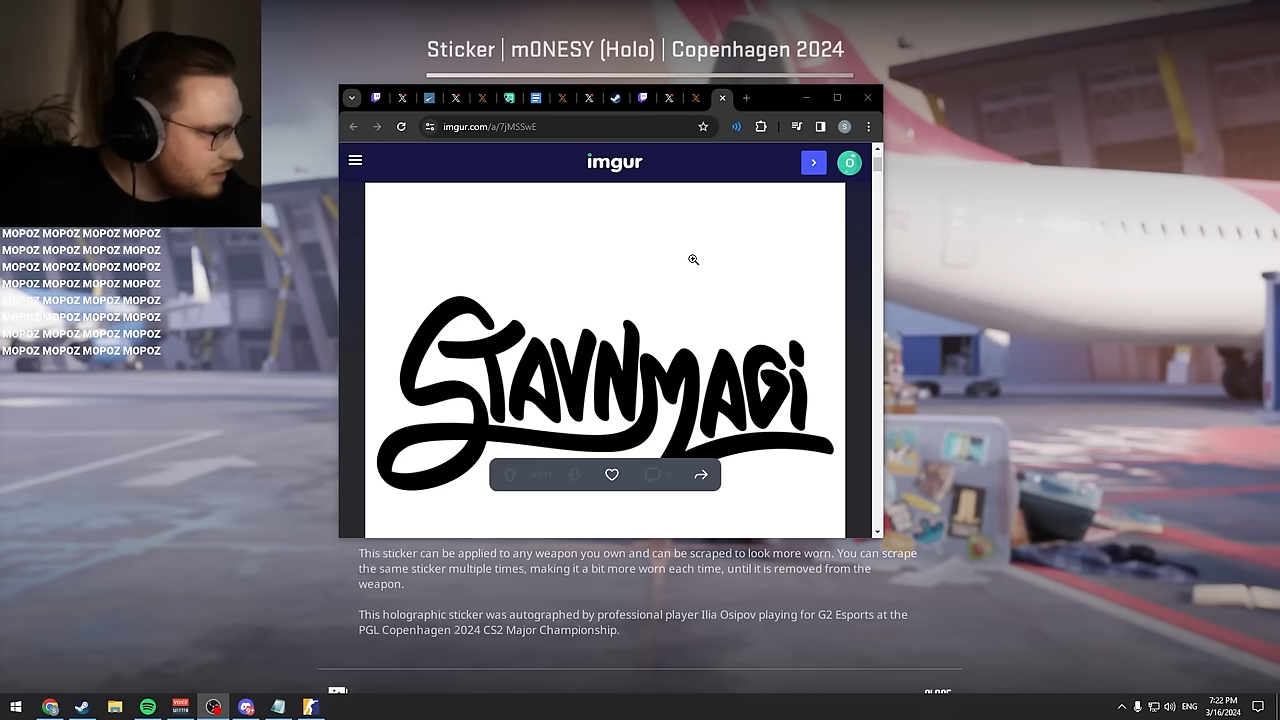 Sticker | m0NESY (Holo) | Copenhagen 2024
imgur.com/a/7jMSSwE
S
imgur
MOPOZ MOPOZ MOPOZ MOPOZ
MOPOZ MOPOZ MOPOZ MOPOZ
MOPOZ MOPOZ MOPOZ MOPOZ
MOPOZ MOPOZ MOPOZ MOPOZ
MOPOZ MOPOZ MOPOZ MOPOZ
MOPOZ MOPOZ MOPOZ MOPOZ
MOPOZ MOPOZ MOPOZ MOPOZ
MOPOZ MOPOZ MOPOZ MOPOZ
STAVNMAGi
This sticker can be applied to any weapon you own and can be scraped to look more worn. You can scrape
the same sticker multiple times, making it a bit more worn each time, until it is removed from the
weapon.
This holographic sticker was autographed by professional player Ilia Osipov playing for G2 Esports at the
PGL Copenhagen 2024 CS2 Major Championship.
ENG
7:22 PM
3/16/2024